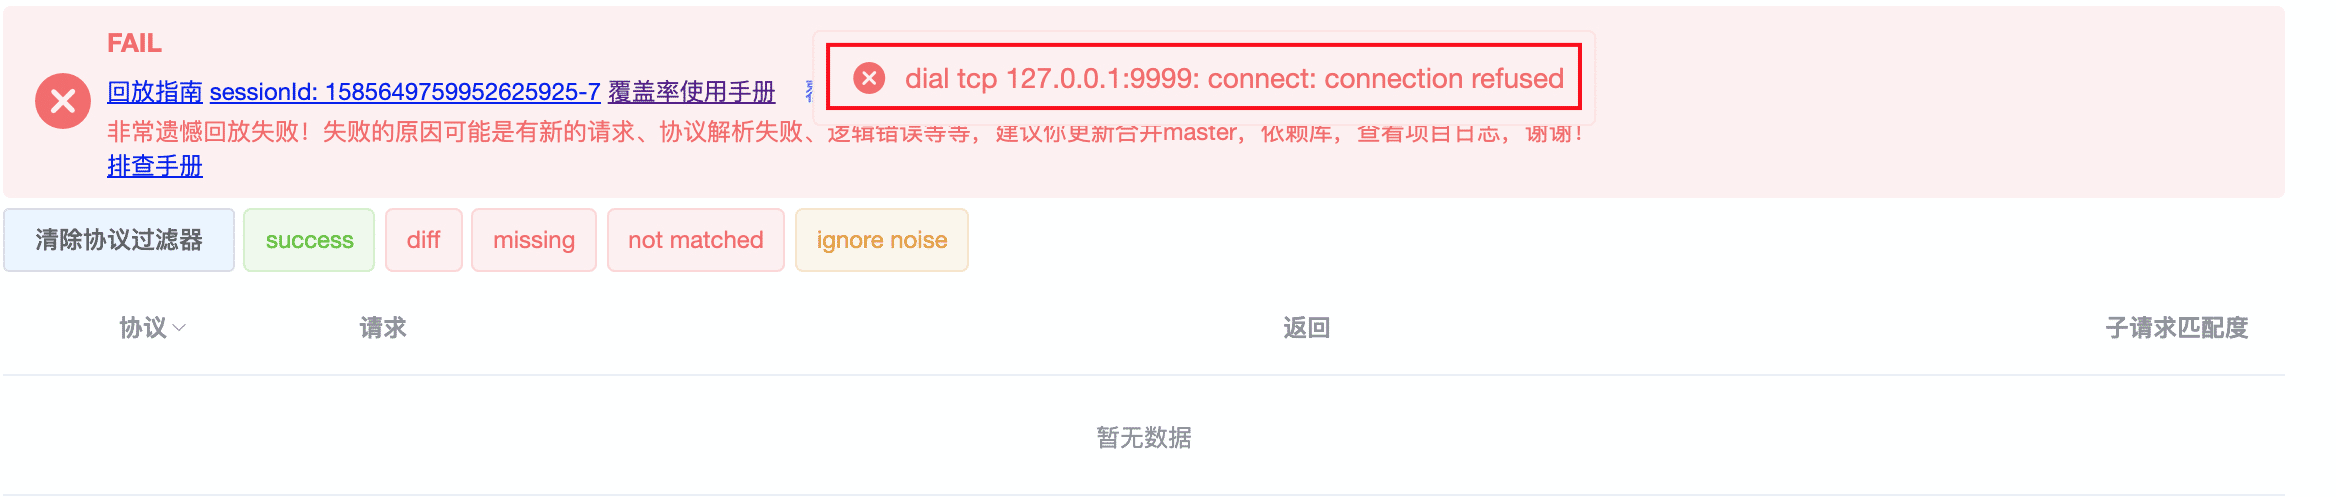 FAIL
dial tcp 127.0.0.1:9999: connect: connection refused
回放指南 sessionId: 1585649759952625925-7 覆盖率使用手册
非常遗憾回放失败！失败的原因可能是有新的请求、协议解析失败、逻辑错误等等，建议你更新合并master，依赖库，查看项目日志，谢谢！
排查手册
清除协议过滤器 success diff missing not matched ignore noise
协议 请求 返回 子请求匹配度
暂无数据